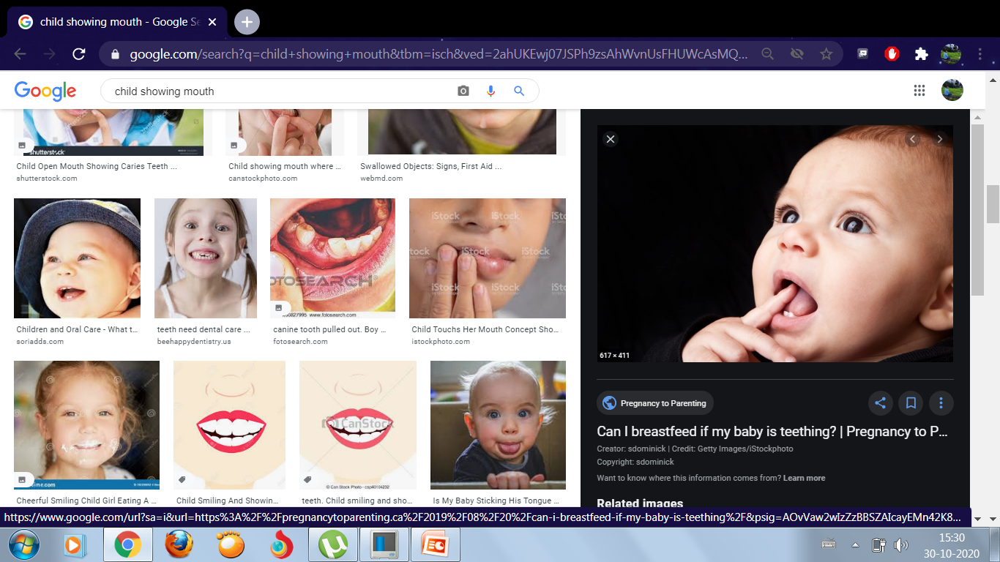 child showing mouth - Google Se
google.com/search?q=child+showing+mouth&tbm=isch&ved=2ahUKEwj07JSPh9zsAhWvnUsFHUWcAsMQ...
Google
child showing mouth
shutterstock
Child Open Mouth Showing Caries Teeth ...
shutterstock.com
Child showing mouth where ...
canstockphoto.com
Swallowed Objects: Signs, First Aid ...
webmd.com
Children and Oral Care - What t...
soriadds.com
teeth need dental care ...
beehappydentistry.us
FOTOSEARCH
www.fotosearch.com
canine tooth pulled out. Boy ...
fotosearch.com
iStock
iStock
iStock
iStock
Child Touchs Her Mouth Concept Sho...
istockphoto.com
617 × 411
Pregnancy to Parenting
Can I breastfeed if my baby is teething? | Pregnancy to P...
Creator: sdominick | Credit: Getty Images/iStockphoto
Copyright: sdominick
Want to know where this information comes from? Learn more
Related images
Cheerful Smiling Child Girl Eating A ...
Child Smiling And Showin...
CanStock
© Can Stock Photo - csp40104232
teeth. Child smiling and sho...
Is My Baby Sticking His Tongue ...
https://www.google.com/url?sa=i&url=https%3A%2F%2Fpregnancytoparenting.ca%2F2019%2F08%2F20%2Fcan-i-breastfeed-if-my-baby-is-teething%2F&psig=AOvVaw2wIzZzBBSZAIcayEMn42K8...
15:30
30-10-2020